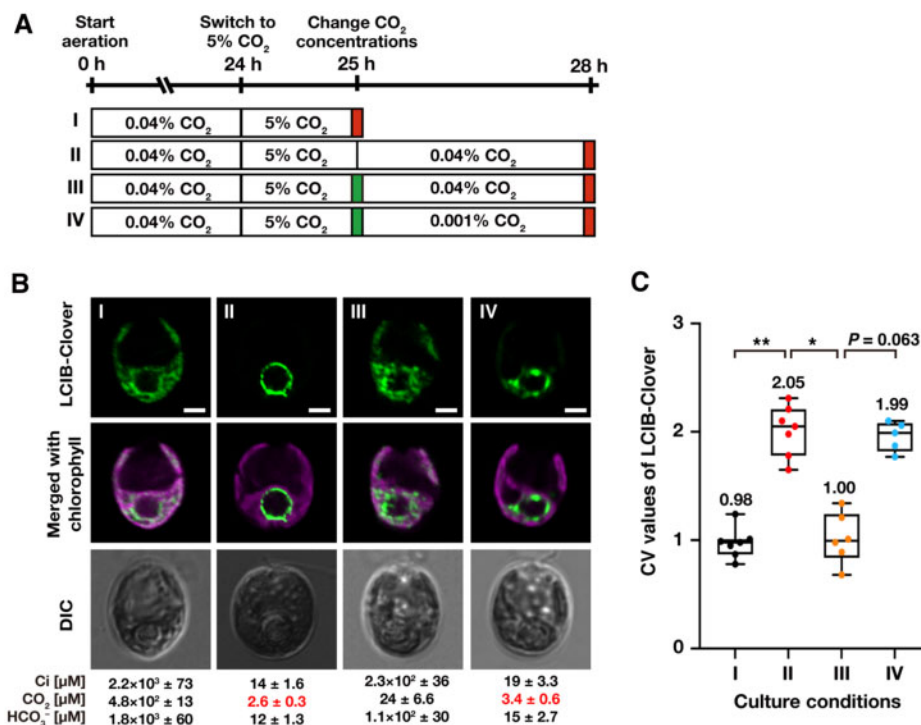 A
Start aeration
0 h
Switch to 5% CO₂
24 h
Change CO₂ concentrations
25 h
28 h
I
0.04% CO₂
5% CO₂
II
0.04% CO₂
5% CO₂
0.04% CO₂
III
0.04% CO₂
5% CO₂
0.04% CO₂
IV
0.04% CO₂
5% CO₂
0.001% CO₂
B
I
II
III
IV
LCIB-Clover
Merged with chlorophyll
DIC
Ci [µM] 2.2×10³ ± 73 14 ± 1.6 2.3×10² ± 36 19 ± 3.3
CO₂ [µM] 4.8×10² ± 13 2.6 ± 0.3 24 ± 6.6 3.4 ± 0.6
HCO₃⁻ [µM] 1.8×10³ ± 60 12 ± 1.3 1.1×10² ± 30 15 ± 2.7
C
CV values of LCIB-Clover
3
2
1
0
**
*
P = 0.063
0.98
2.05
1.00
1.99
I
II
III
IV
Culture conditions